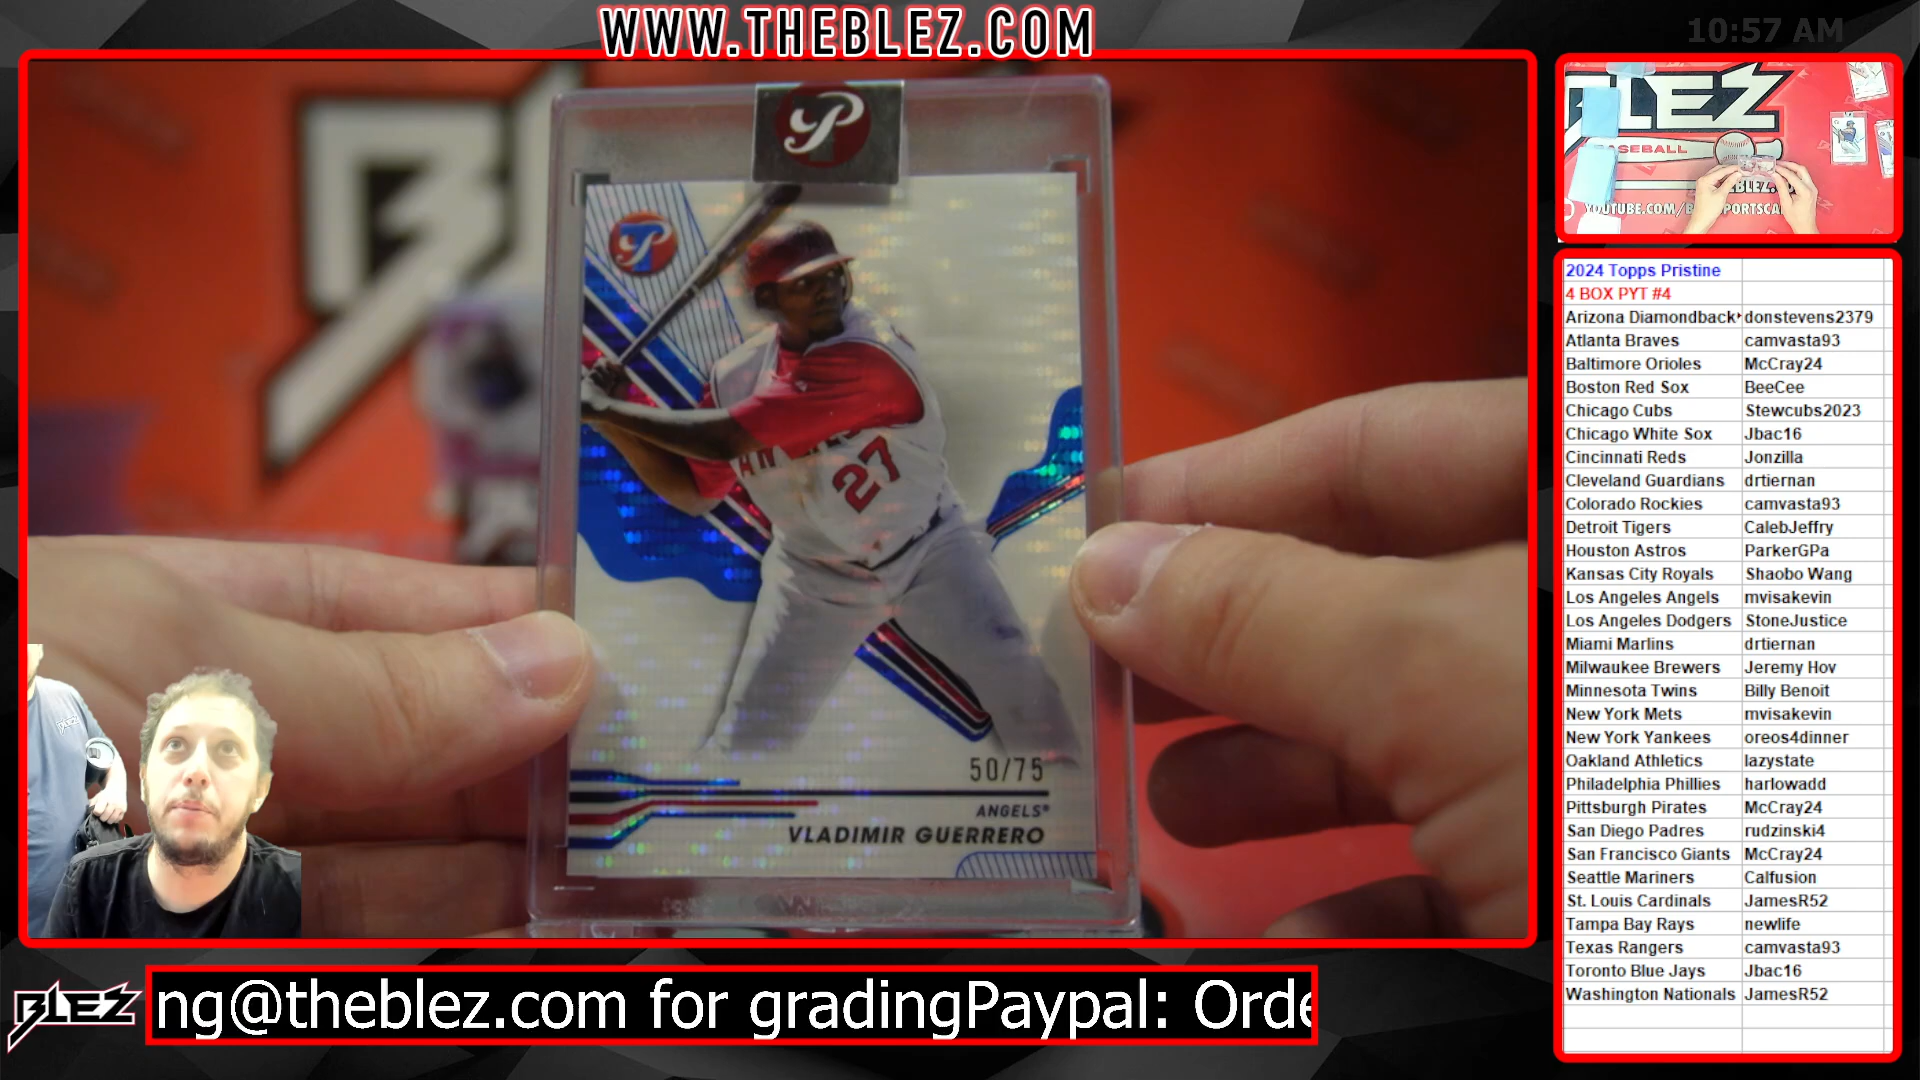 WWW.THEBLEZ.COM
10:57 AM
BLEZ
BASEBALL
P
P
27
50/75
ANGELS®
VLADIMIR GUERRERO
2024 Topps Pristine
4 BOX PYT #4
Arizona Diamondback donstevens2379
Atlanta Braves camvasta93
Baltimore Orioles McCray24
Boston Red Sox BeeCee
Chicago Cubs Stewcubs2023
Chicago White Sox Jbac16
Cincinnati Reds Jonzilla
Cleveland Guardians drtiernan
Colorado Rockies camvasta93
Detroit Tigers CalebJeffry
Houston Astros ParkerGPa
Kansas City Royals Shaobo Wang
Los Angeles Angels mvisakevin
Los Angeles Dodgers StoneJustice
Miami Marlins drtiernan
Milwaukee Brewers Jeremy Hov
Minnesota Twins Billy Benoit
New York Mets mvisakevin
New York Yankees oreos4dinner
Oakland Athletics lazystate
Philadelphia Phillies harlowadd
Pittsburgh Pirates McCray24
San Diego Padres rudzinski4
San Francisco Giants McCray24
Seattle Mariners Calfusion
St. Louis Cardinals JamesR52
Tampa Bay Rays newlife
Texas Rangers camvasta93
Toronto Blue Jays Jbac16
Washington Nationals JamesR52
BLEZ
ng@theblez.com for gradingPaypal: Orde